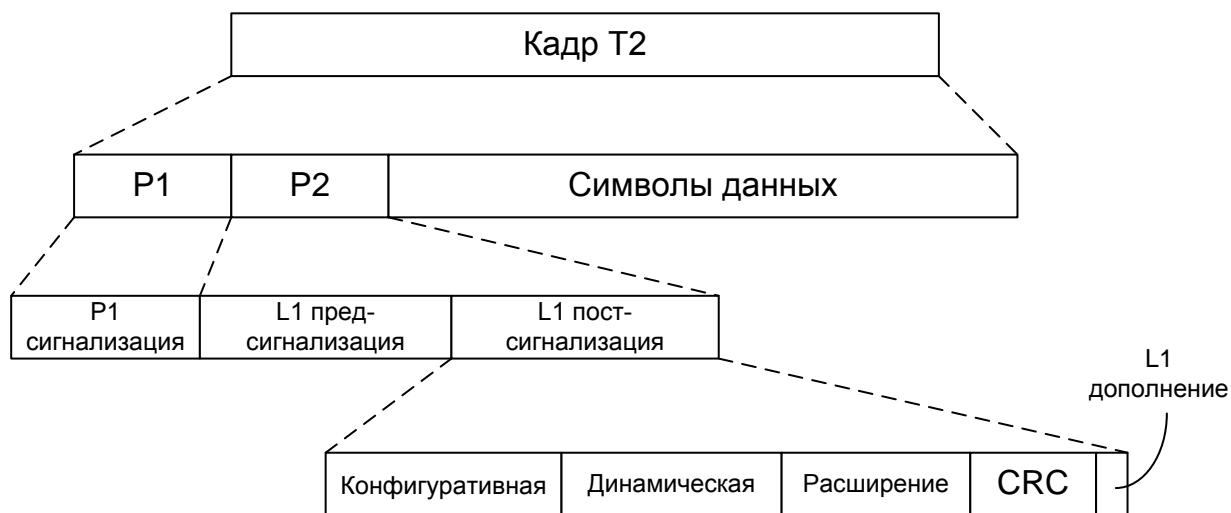 Кадр Т2
P1
P2
Символы данных
P1
сигнализация
L1 пред-
сигнализация
L1 пост-
сигнализация
L1
дополнение
Конфигуративная
Динамическая
Расширение
CRC